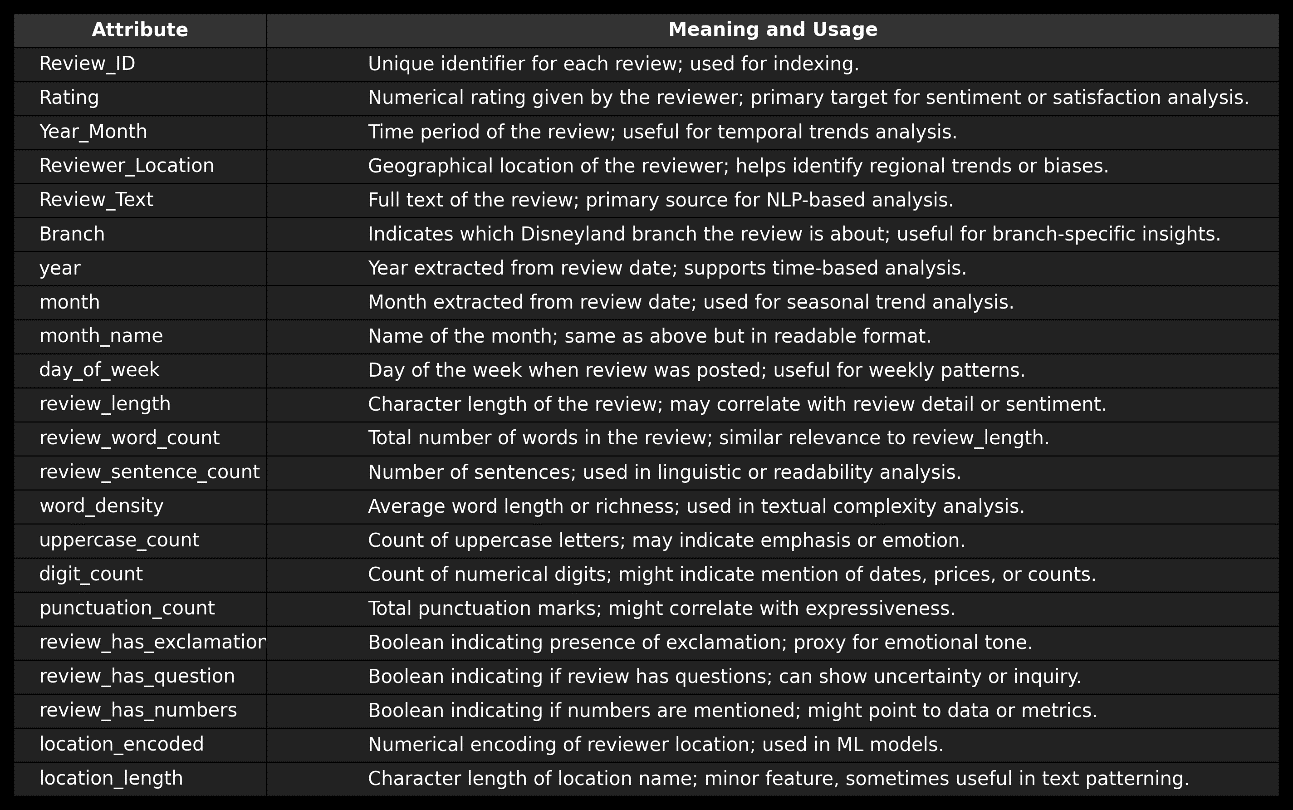 Attribute Meaning and Usage
Review_ID Unique identifier for each review; used for indexing.
Rating Numerical rating given by the reviewer; primary target for sentiment or satisfaction analysis.
Year_Month Time period of the review; useful for temporal trends analysis.
Reviewer_Location Geographical location of the reviewer; helps identify regional trends or biases.
Review_Text Full text of the review; primary source for NLP-based analysis.
Branch Indicates which Disneyland branch the review is about; useful for branch-specific insights.
year Year extracted from review date; supports time-based analysis.
month Month extracted from review date; used for seasonal trend analysis.
month_name Name of the month; same as above but in readable format.
day_of_week Day of the week when review was posted; useful for weekly patterns.
review_length Character length of the review; may correlate with review detail or sentiment.
review_word_count Total number of words in the review; similar relevance to review_length.
review_sentence_count Number of sentences; used in linguistic or readability analysis.
word_density Average word length or richness; used in textual complexity analysis.
uppercase_count Count of uppercase letters; may indicate emphasis or emotion.
digit_count Count of numerical digits; might indicate mention of dates, prices, or counts.
punctuation_count Total punctuation marks; might correlate with expressiveness.
review_has_exclamation Boolean indicating presence of exclamation; proxy for emotional tone.
review_has_question Boolean indicating if review has questions; can show uncertainty or inquiry.
review_has_numbers Boolean indicating if numbers are mentioned; might point to data or metrics.
location_encoded Numerical encoding of reviewer location; used in ML models.
location_length Character length of location name; minor feature, sometimes useful in text patterning.